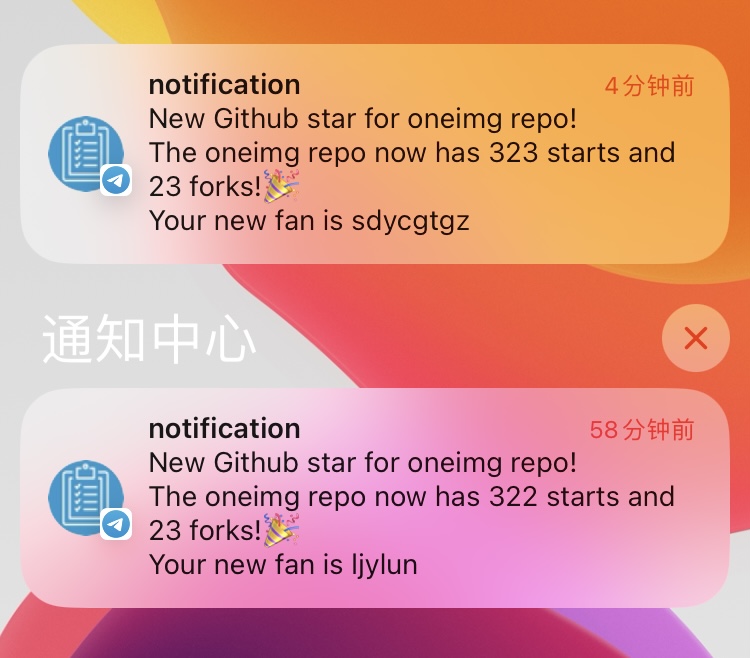 notification 4分钟前
New Github star for oneimg repo!
The oneimg repo now has 323 starts and
23 forks!🎉
Your new fan is sdycgtgz
通知中心
notification 58分钟前
New Github star for oneimg repo!
The oneimg repo now has 322 starts and
23 forks!🎉
Your new fan is ljylun